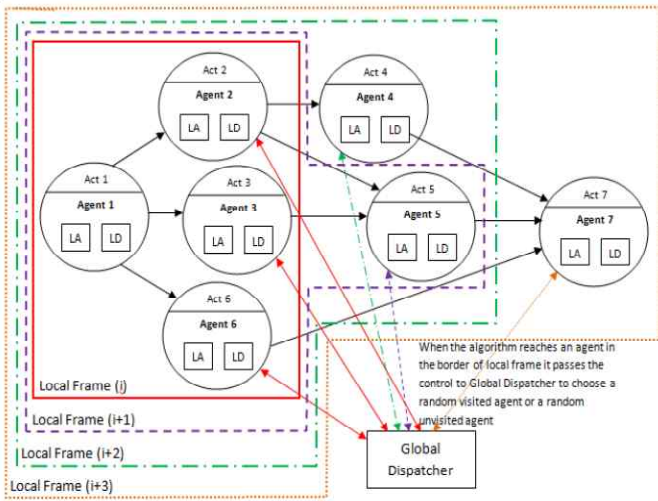 Act 2
Agent 2
LA LD
Act 4
Agent 4
LA LD
Act 1
Agent 1
LA LD
Act 3
Agent 3
LA LD
Act 5
Agent 5
LA LD
Act 7
Agent 7
LA LD
Act 6
Agent 6
LA LD
When the algorithm reaches an agent in
the border of local frame it passes the
control to Global Dispatcher to choose a
random visited agent or a random
unvisited agent
Local Frame (i)
Local Frame (i+1)
Local Frame (i+2)
Local Frame (i+3)
Global
Dispatcher